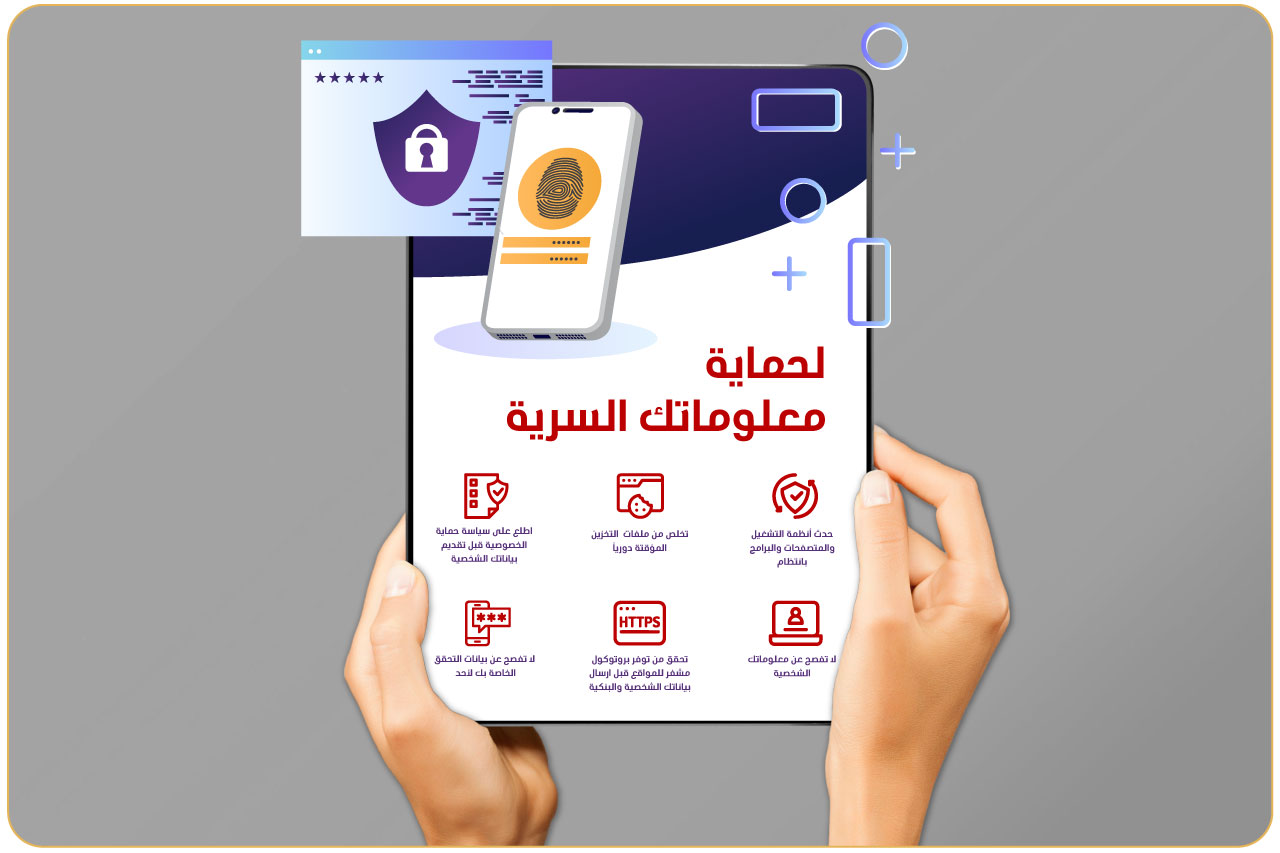 لحماية
معلوماتك السرية
حدث أنظمة التشغيل
والمتصفحات والبرامج
بانتظام
تخلص من ملفات التخزين
المؤقتة دورياً
اطلع على سياسة حماية
الخصوصية قبل تقديم
بياناتك الشخصية
لا تفصح عن معلوماتك
الشخصية
HTTPS
تحقق من توفر بروتوكول
مشفر للمواقع قبل ارسال
بياناتك الشخصية والبنكية
***
لا تفصح عن بيانات التحقق
الخاصة بك لأحد